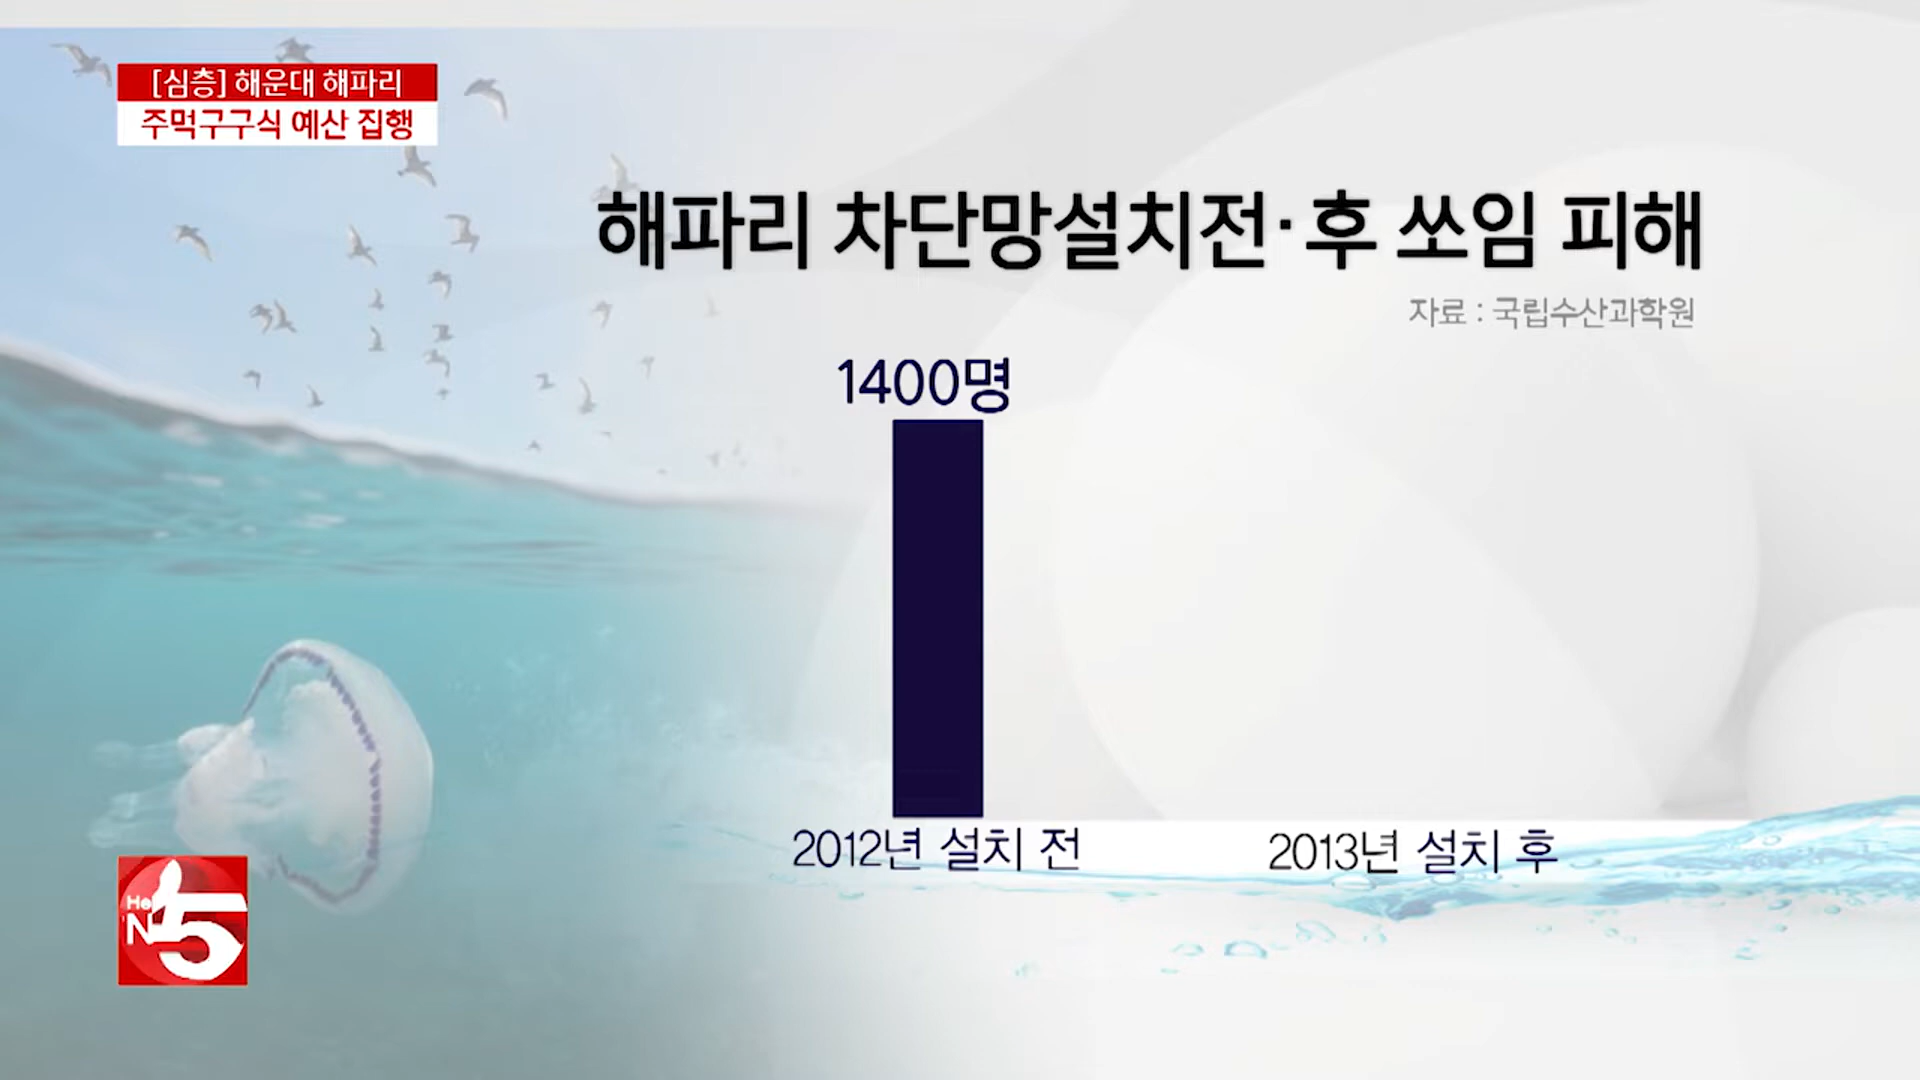 [심층] 해운대 해파리
주먹구구식 예산 집행
해파리 차단망설치전·후 쏘임 피해
자료 : 국립수산과학원
1400명
2012년 설치 전
2013년 설치 후
5